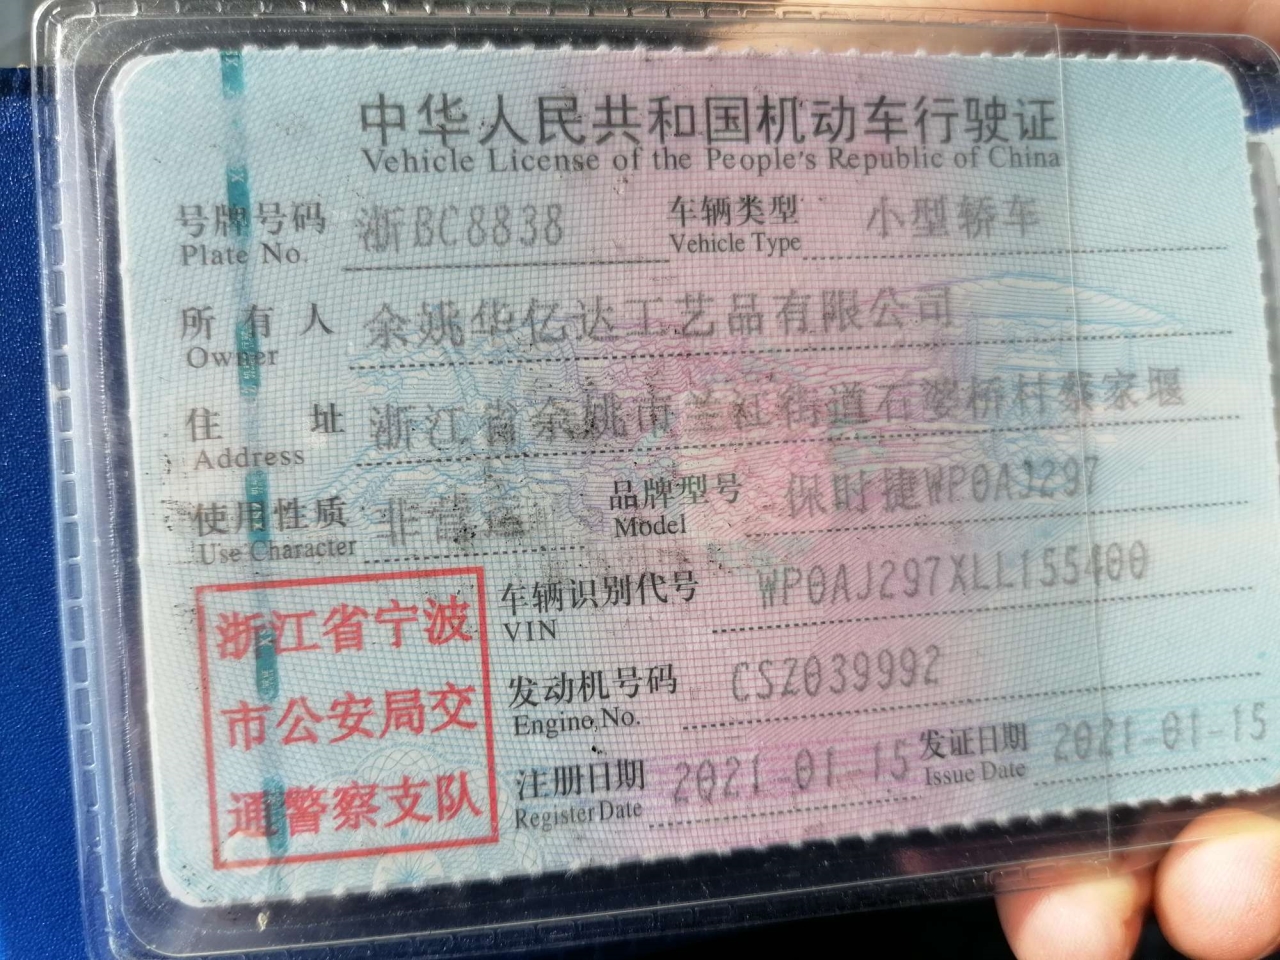 中华人民共和国机动车行驶证
Vehicle License of the People's Republic of China
号牌号码 浙BC8838 车辆类型 小型轿车
Plate No. Vehicle Type
所有人 余姚华亿达工艺品有限公司
Owner
住址 浙江省余姚市兰江街道石婆桥村蔡家堰
Address
使用性质 非营运 品牌型号 保时捷WP0AJ297
Use Character Model
车辆识别代号 WP0AJ297XLL155400
VIN
发动机号码 CSZ039992
Engine No.
注册日期 2021-01-15 发证日期 2021-01-15
Register Date Issue Date
浙江省宁波
市公安局交
通警察支队